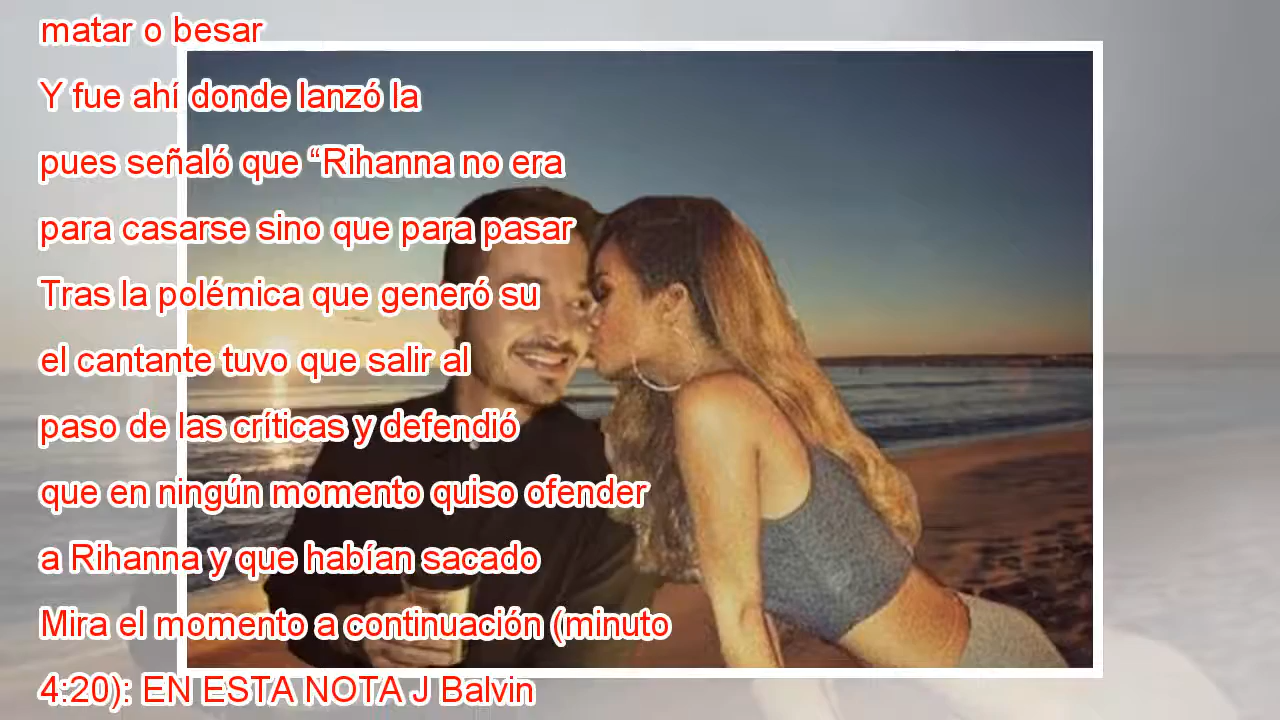 matar o besar
Y fue ahí donde lanzó la
pues señaló que “Rihanna no era
para casarse sino que para pasar
Tras la polémica que generó su
el cantante tuvo que salir al
paso de las críticas y defendió
que en ningún momento quiso ofender
a Rihanna y que habían sacado
Mira el momento a continuación (minuto
4:20): EN ESTA NOTA J Balvin